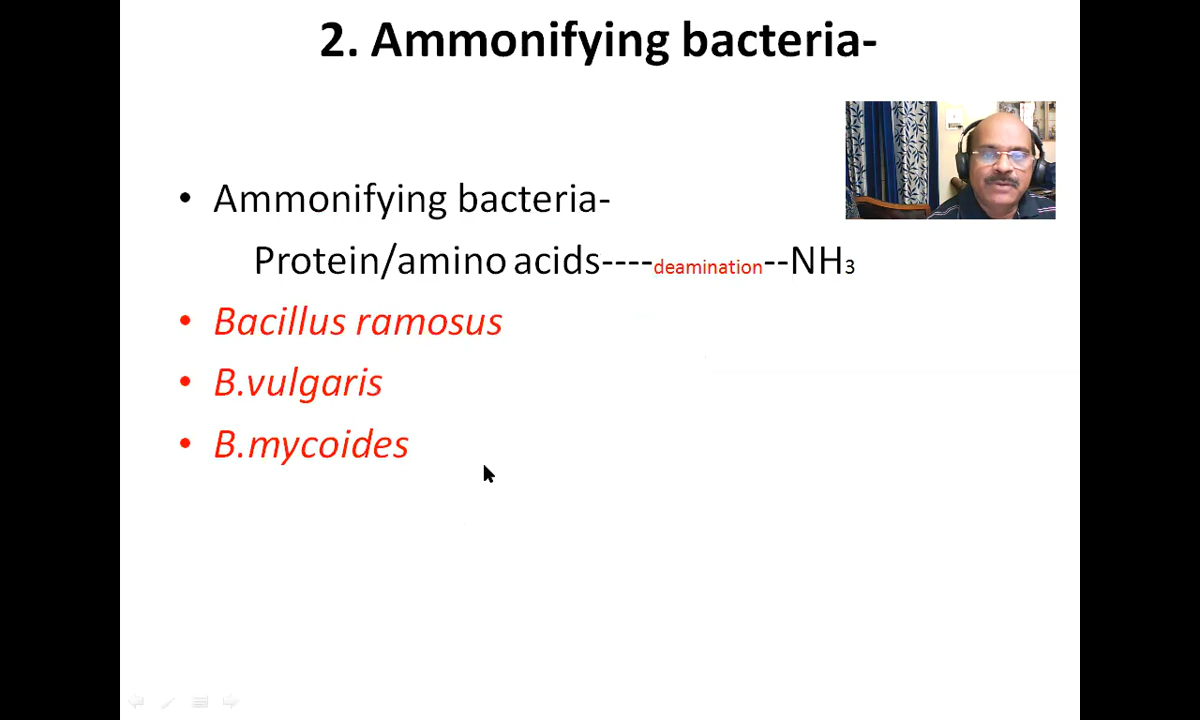 2. Ammonifying bacteria-
• Ammonifying bacteria-
Protein/amino acids----deamination--NH₃
• Bacillus ramosus
• B.vulgaris
• B.mycoides